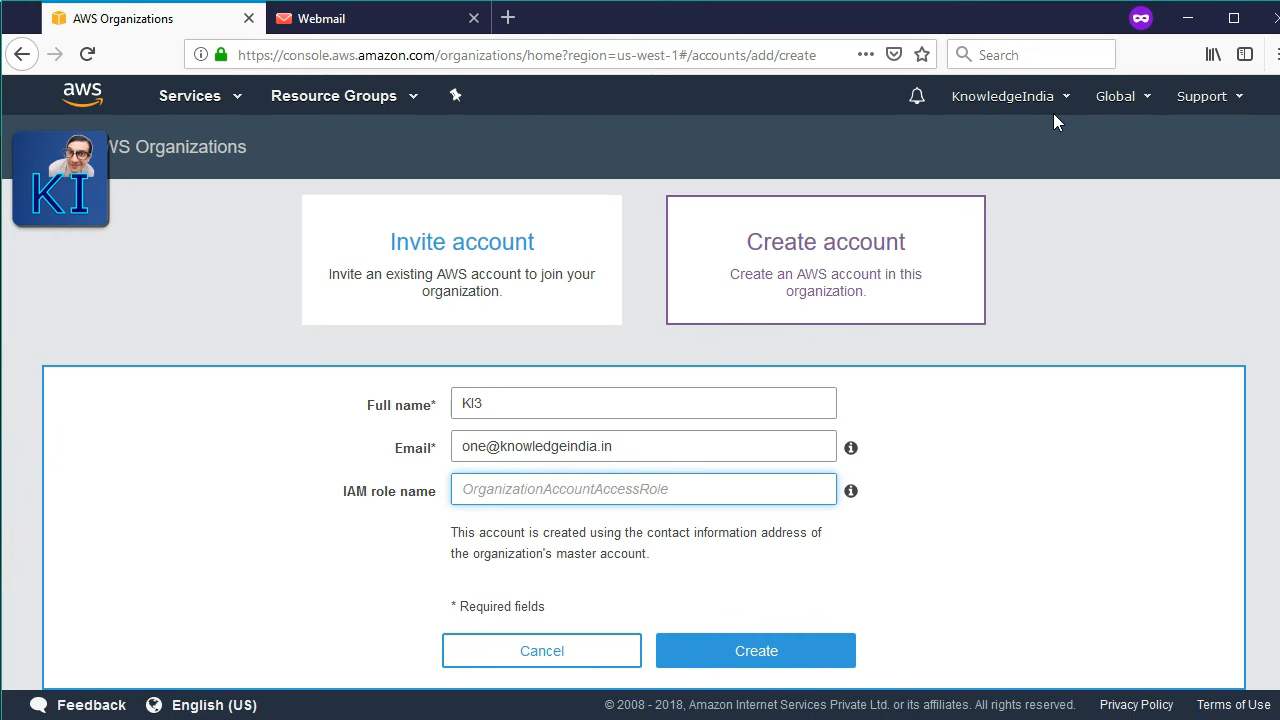 AWS Organizations
Webmail
https://console.aws.amazon.com/organizations/home?region=us-west-1#/accounts/add/create
Search
aws
Services
Resource Groups
KnowledgeIndia
Global
Support
WS Organizations
KI
Invite account
Invite an existing AWS account to join your
organization.
Create account
Create an AWS account in this
organization.
Full name*
KI3
Email*
one@knowledgeindia.in
IAM role name
OrganizationAccountAccessRole
This account is created using the contact information address of
the organization's master account.
* Required fields
Cancel
Create
Feedback
English (US)
© 2008 - 2018, Amazon Internet Services Private Ltd. or its affiliates. All rights reserved.
Privacy Policy
Terms of Use